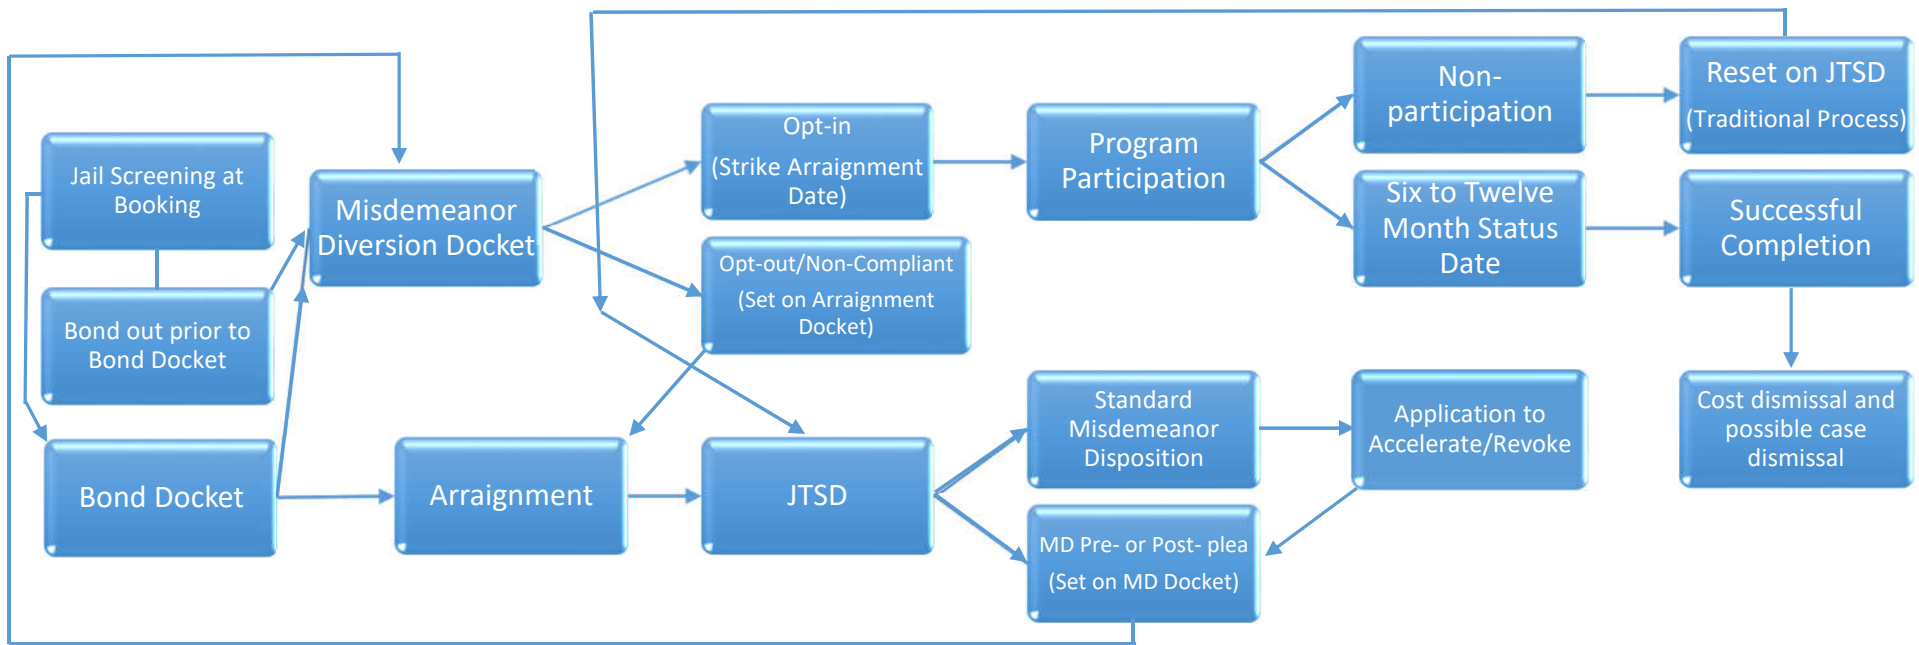 Jail Screening at
Booking
Bond out prior to
Bond Docket
Bond Docket
Misdemeanor
Diversion Docket
Arraignment
Opt-in
(Strike Arraignment
Date)
Opt-out/Non-Compliant
(Set on Arraignment
Docket)
JTSD
Program
Participation
Standard
Misdemeanor
Disposition
MD Pre- or Post- plea
(Set on MD Docket)
Non-
participation
Six to Twelve
Month Status
Date
Application to
Accelerate/Revoke
Reset on JTSD
(Traditional Process)
Successful
Completion
Cost dismissal and
possible case
dismissal